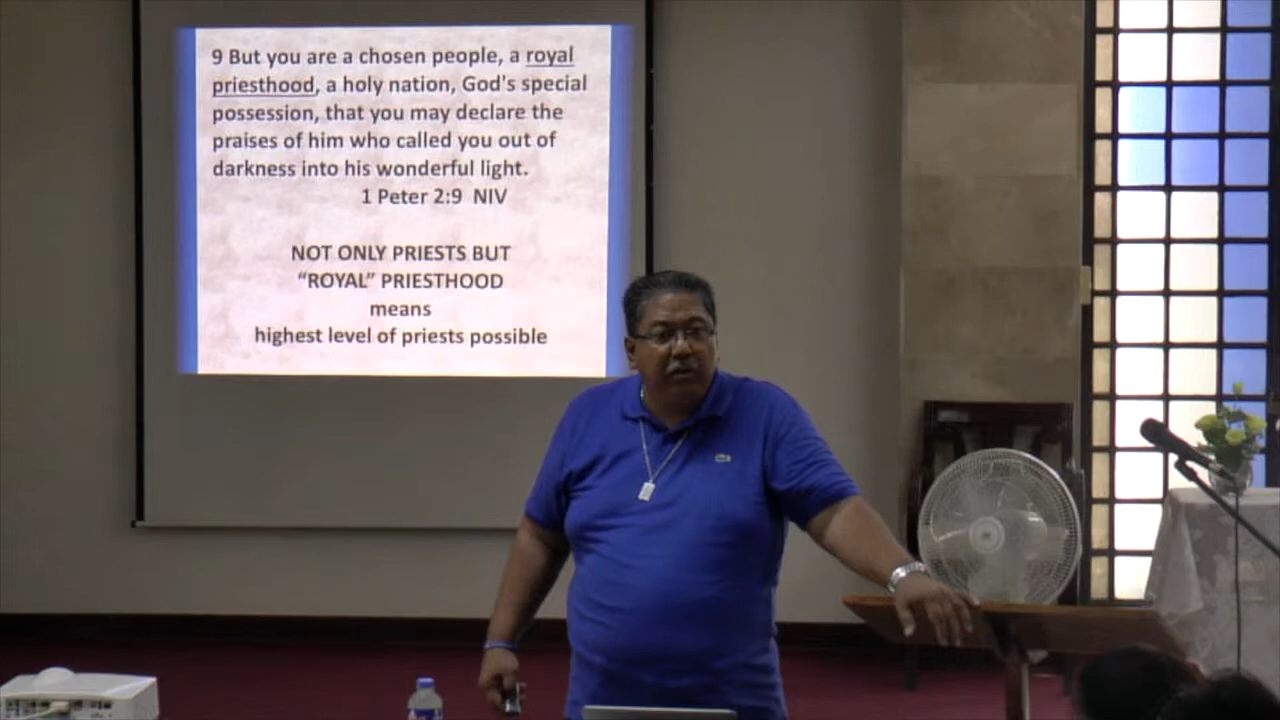 9 But you are a chosen people, a royal
priesthood, a holy nation, God's special
possession, that you may declare the
praises of him who called you out of
darkness into his wonderful light.
1 Peter 2:9 NIV
NOT ONLY PRIESTS BUT
“ROYAL” PRIESTHOOD
means
highest level of priests possible